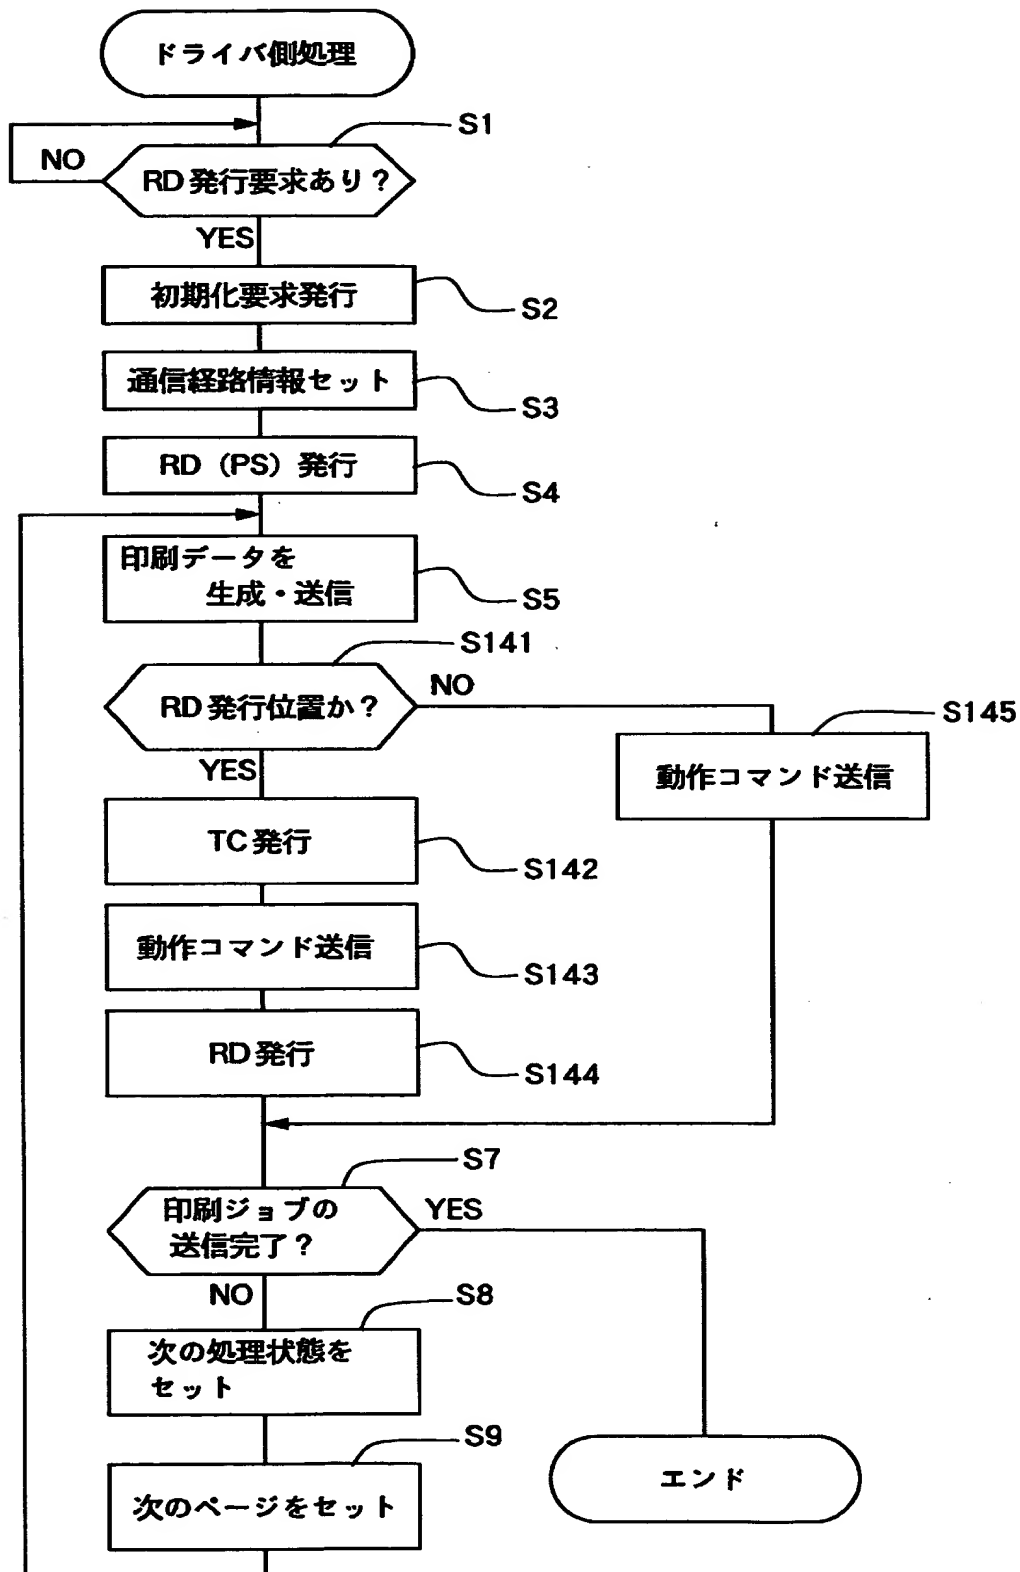 ドライバ側処理
S1
NO
RD発行要求あり？
YES
初期化要求発行
S2
通信経路情報セット
S3
RD（PS）発行
S4
印刷データを
生成・送信
S5
S141
RD発行位置か？
NO
YES
S145
動作コマンド送信
TC発行
S142
動作コマンド送信
S143
RD発行
S144
S7
印刷ジョブの
送信完了？
YES
NO
S8
次の処理状態を
セット
S9
次のページをセット
エンド